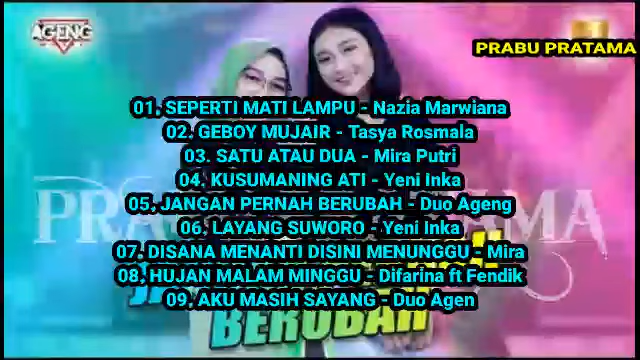 AGENG
PRABU PRATAMA
01, SEPERTI MATI LAMPU - Nazia Marwiana
02. GEBOY MUJAIR - Tasya Rosmala
03. SATU ATAU DUA - Mira Putri
04. KUSUMANING ATI - Yeni Inka
05, JANGAN PERNAH BERUBAH - Duo Ageng
06, LAYANG SUWORO - Yeni Inka
07, DISANA MENANTI DISINI MENUNGGU - Mira
08, HUJAN MALAM MINGGU - Difarina ft Fendik
09, AKU MASIH SAYANG - Duo Agen
BERUBAH